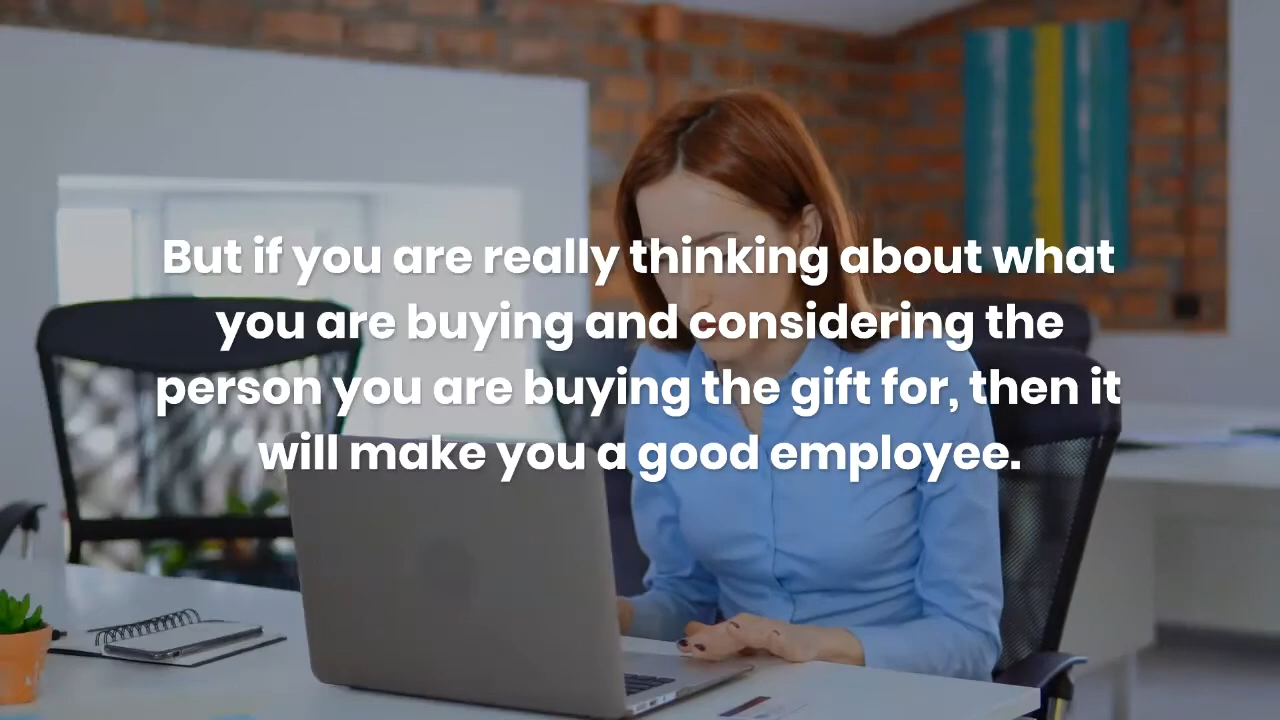 But if you are really thinking about what
you are buying and considering the
person you are buying the gift for, then it
will make you a good employee.